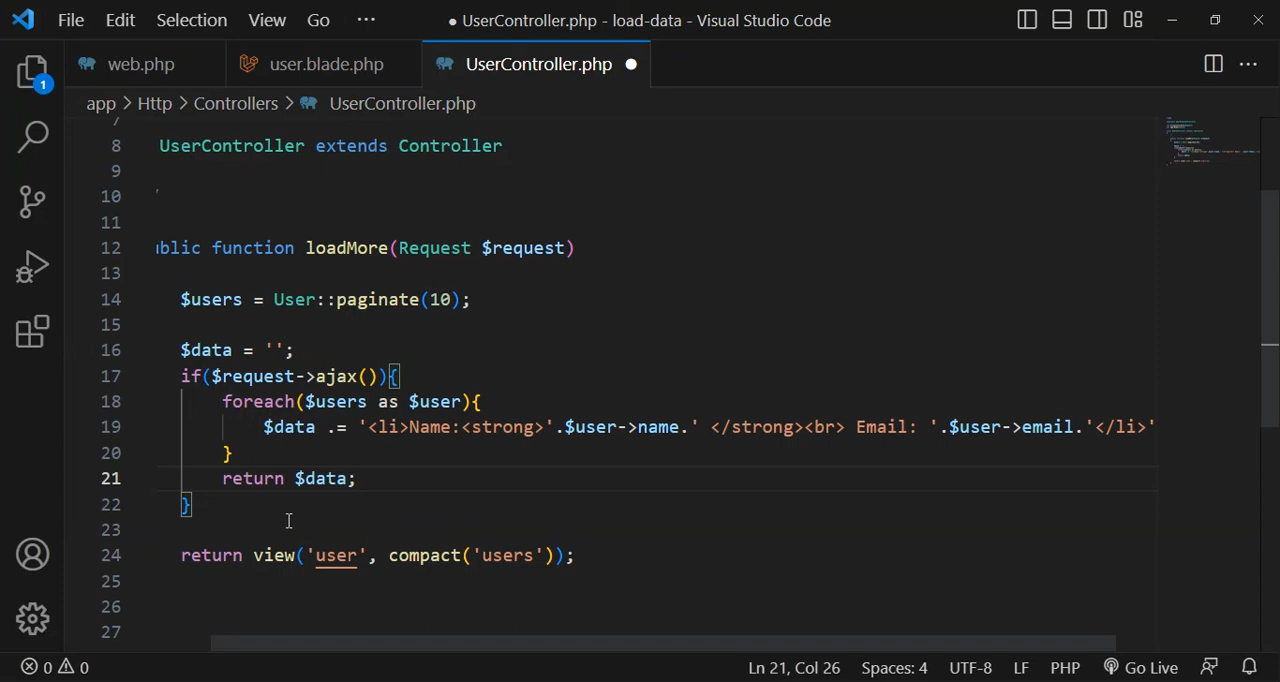 File Edit Selection View Go ··· ● UserController.php - load-data - Visual Studio Code
web.php user.blade.php UserController.php ●
1
app > Http > Controllers > UserController.php
7
8 UserController extends Controller
9
10
11
12 ublic function loadMore(Request $request)
13
14 $users = User::paginate(10);
15
16 $data = '';
17 if($request->ajax()){
18 foreach($users as $user){
19 $data .= '<li>Name:<strong>'.$user->name.' </strong><br> Email: '.$user->email.'</li>'
20 }
21 return $data;
22 }
23
24 return view('user', compact('users'));
25
26
27
0 0 Ln 21, Col 26 Spaces: 4 UTF-8 LF PHP Go Live